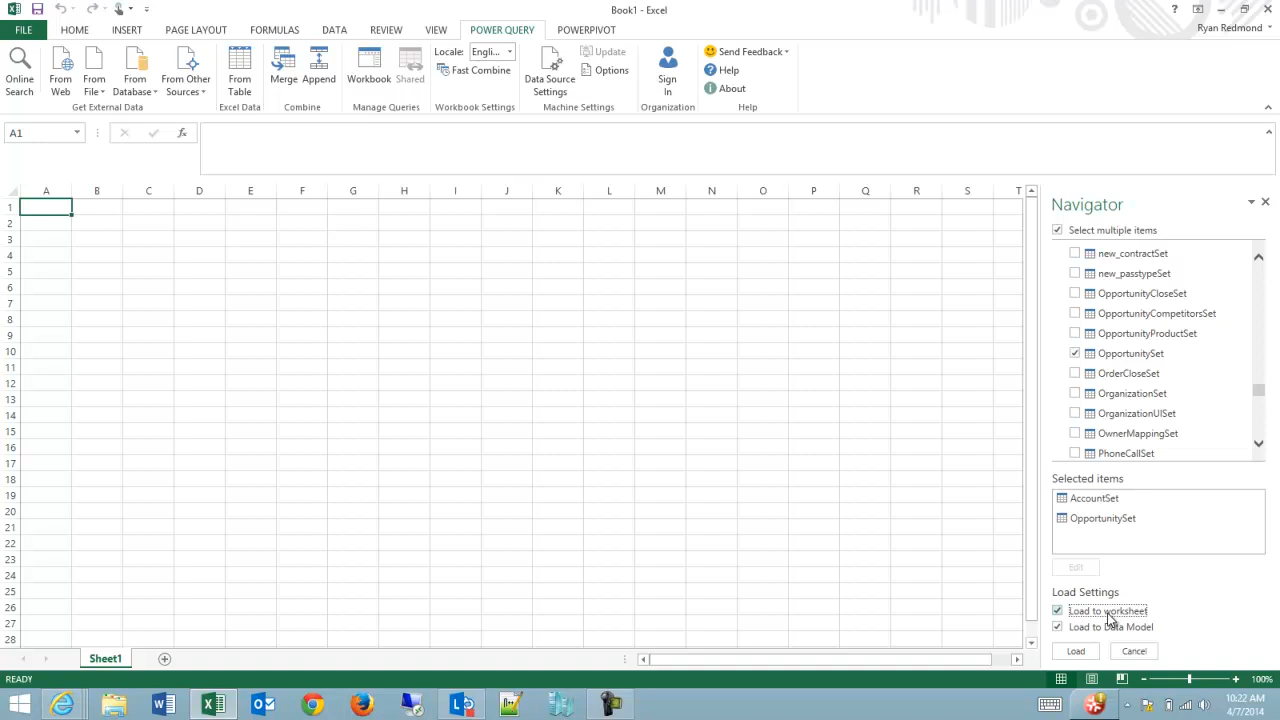 Book1 - Excel
?
FILE HOME INSERT PAGE LAYOUT FORMULAS DATA REVIEW VIEW POWER QUERY POWERPIVOT
Ryan Redmond
Online Search
From Web
From File
From Database
From Other Sources
Get External Data
From Table
Excel Data
Merge
Append
Combine
Workbook
Shared
Manage Queries
Locale: Engli...
Fast Combine
Workbook Settings
Data Source Settings
Update
Options
Machine Settings
Sign In
Organization
Send Feedback
Help
About
Help
A1
fx
A B C D E F G H I J K L M N O P Q R S T
1
2
3
4
5
6
7
8
9
10
11
12
13
14
15
16
17
18
19
20
21
22
23
24
25
26
27
28
Navigator
Select multiple items
new_contractSet
new_passtypeSet
OpportunityCloseSet
OpportunityCompetitorsSet
OpportunityProductSet
OpportunitySet
OrderCloseSet
OrganizationSet
OrganizationUISet
OwnerMappingSet
PhoneCallSet
Selected items
AccountSet
OpportunitySet
Edit
Load Settings
Load to worksheet
Load to Data Model
Load Cancel
Sheet1
READY
100%
10:22 AM
4/7/2014